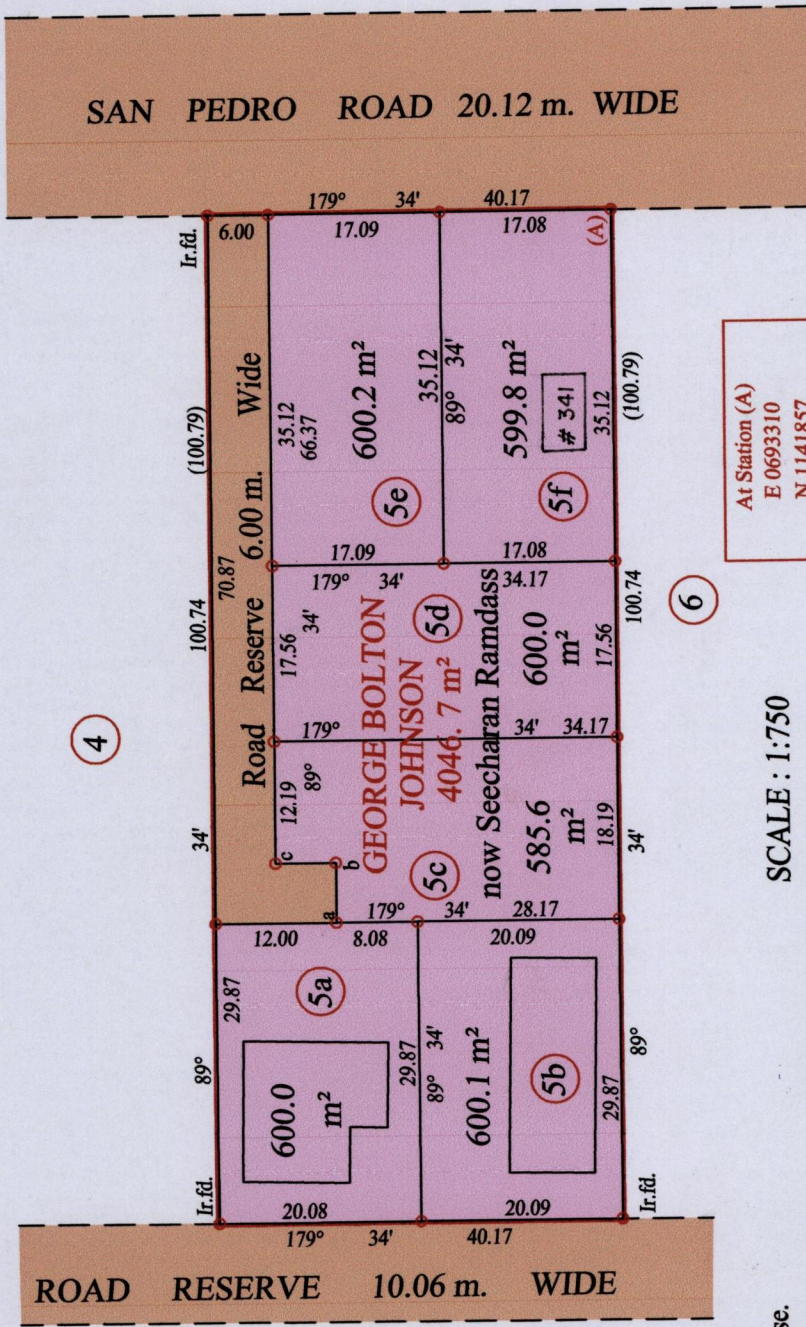 SAN PEDRO ROAD 20.12 m. WIDE
Ir.fd.
6.00
179° 34' 40.17
17.09
17.08
(A)
(100.79)
100.74
70.87
34'
89°
Road Reserve 6.00 m. Wide
35.12
66.37
600.2 m²
5e
35.12
89° 34'
599.8 m²
# 341
5f
35.12
(100.79)
17.09
17.08
179° 34'
34.17
17.56
34'
5d
600.0
m²
17.56
100.74
GEORGE BOLTON
JOHNSON
4046. 7 m²
now Seecharan Ramdass
179°
34' 34.17
12.19
89°
c
b
a
5c
585.6
m²
18.19
34'
179° 34' 28.17
12.00
8.08
20.09
29.87
5a
600.0
m²
29.87
89° 34'
600.1 m²
5b
29.87
89°
Ir.fd.
20.08
20.09
Ir.fd.
179° 34' 40.17
ROAD RESERVE 10.06 m. WIDE
4
6
At Station (A)
E 0693310
N 1141857
SCALE : 1:750
se.